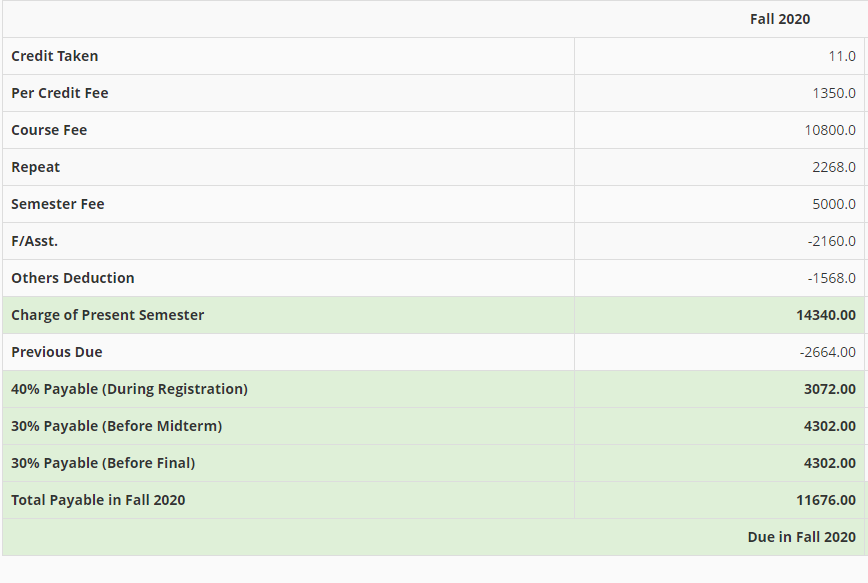 Fall 2020
Credit Taken 11.0
Per Credit Fee 1350.0
Course Fee 10800.0
Repeat 2268.0
Semester Fee 5000.0
F/Asst. -2160.0
Others Deduction -1568.0
Charge of Present Semester 14340.00
Previous Due -2664.00
40% Payable (During Registration) 3072.00
30% Payable (Before Midterm) 4302.00
30% Payable (Before Final) 4302.00
Total Payable in Fall 2020 11676.00
Due in Fall 2020